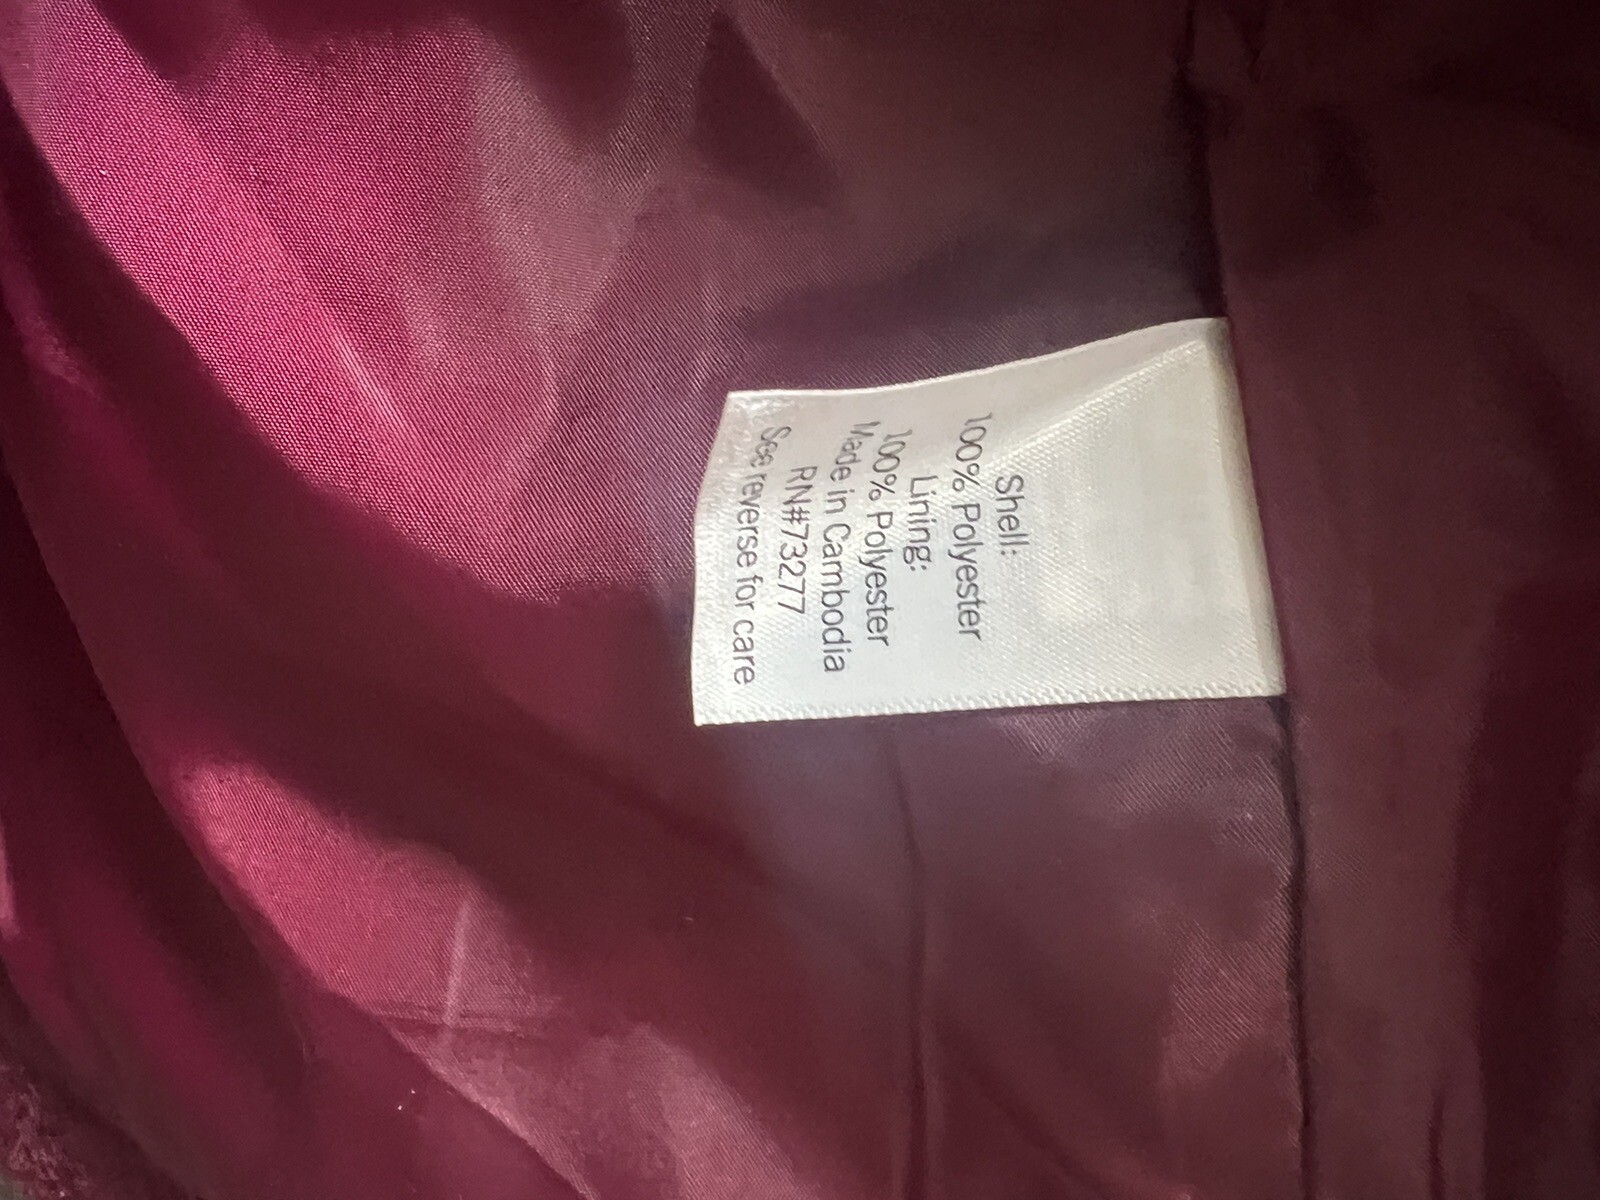 Shell:
100% Polyester
Lining:
100% Polyester
Made in Cambodia
RN#73277
See reverse for care